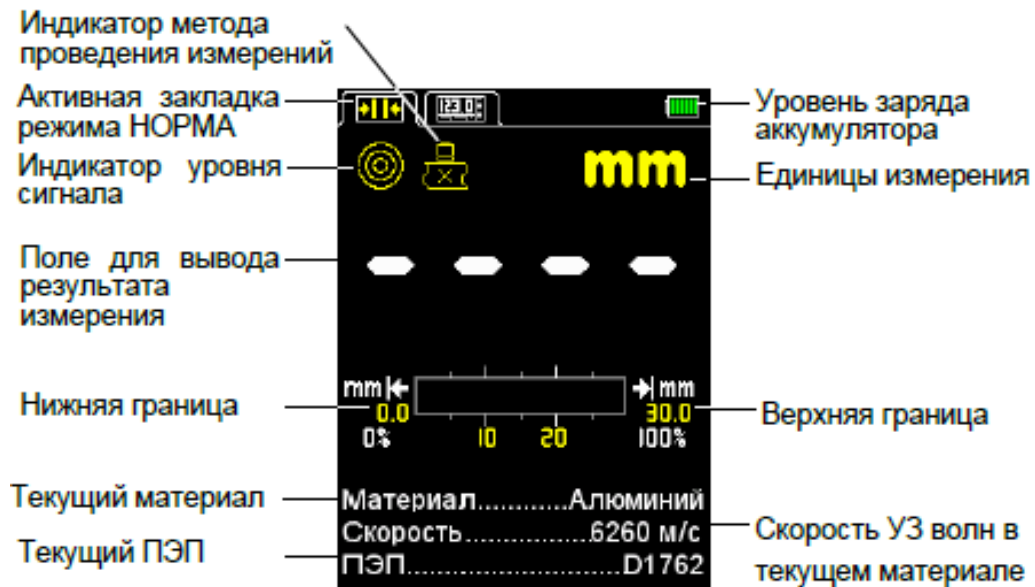 Индикатор метода
проведения измерений
Активная закладка
режима НОРМА
Индикатор уровня
сигнала
Поле для вывода
результата
измерения
Нижняя граница
Текущий материал
Текущий ПЭП
123.0
mm
mm
0.0
0%
10
20
mm
30.0
100%
Материал............Алюминий
Скорость.................6260 м/с
ПЭП.............................D1762
Уровень заряда
аккумулятора
Единицы измерения
Верхняя граница
Скорость УЗ волн в
текущем материале